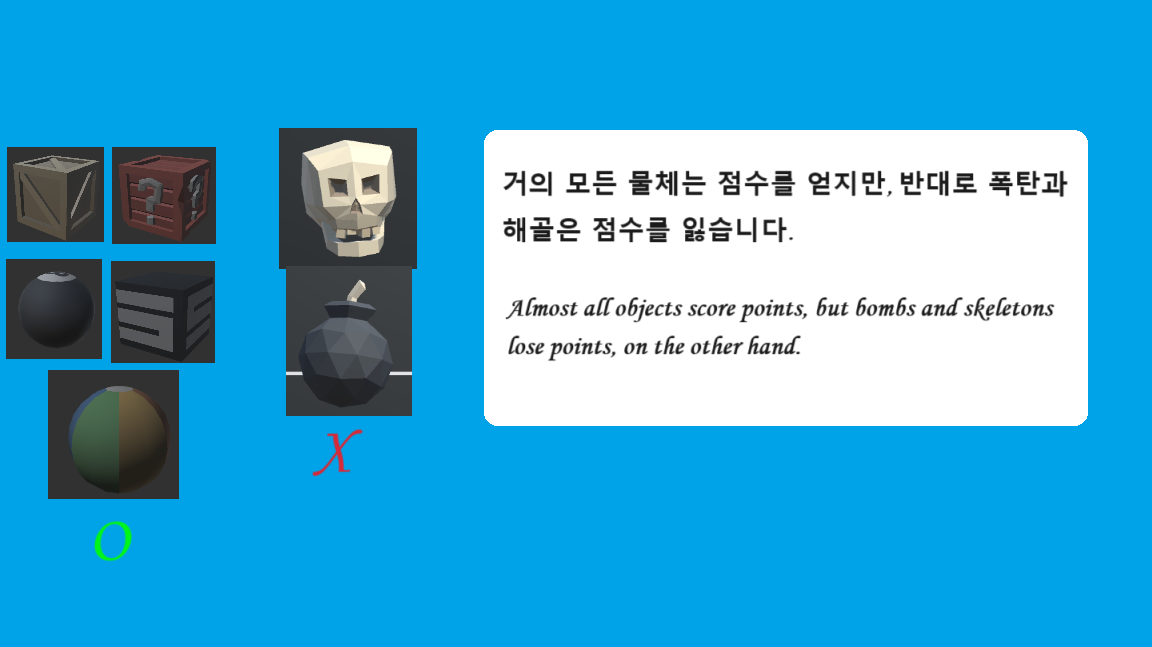 ? ?
5 5
거의 모든 물체는 점수를 얻지만, 반대로 폭탄과
해골은 점수를 잃습니다.
Almost all objects score points, but bombs and skeletons
lose points, on the other hand.
X
O